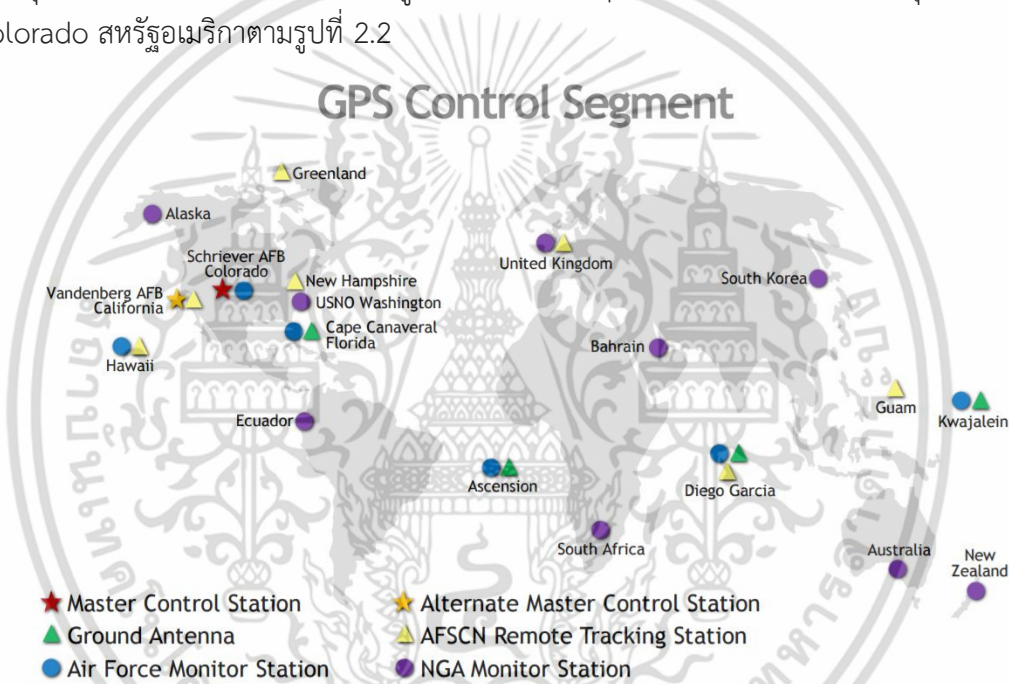 olorado สหรัฐอเมริกาตามรูปที่ 2.2
GPS Control Segment
Greenland
Alaska
Schriever AFB
Colorado
Vandenberg AFB
California
Hawaii
New Hampshire
USNO Washington
Cape Canaveral
Florida
United Kingdom
South Korea
Bahrain
Ecuador
Guam
Kwajalein
Ascension
Diego Garcia
South Africa
Australia
New
Zealand
Master Control Station
Alternate Master Control Station
Ground Antenna
AFSCN Remote Tracking Station
Air Force Monitor Station
NGA Monitor Station